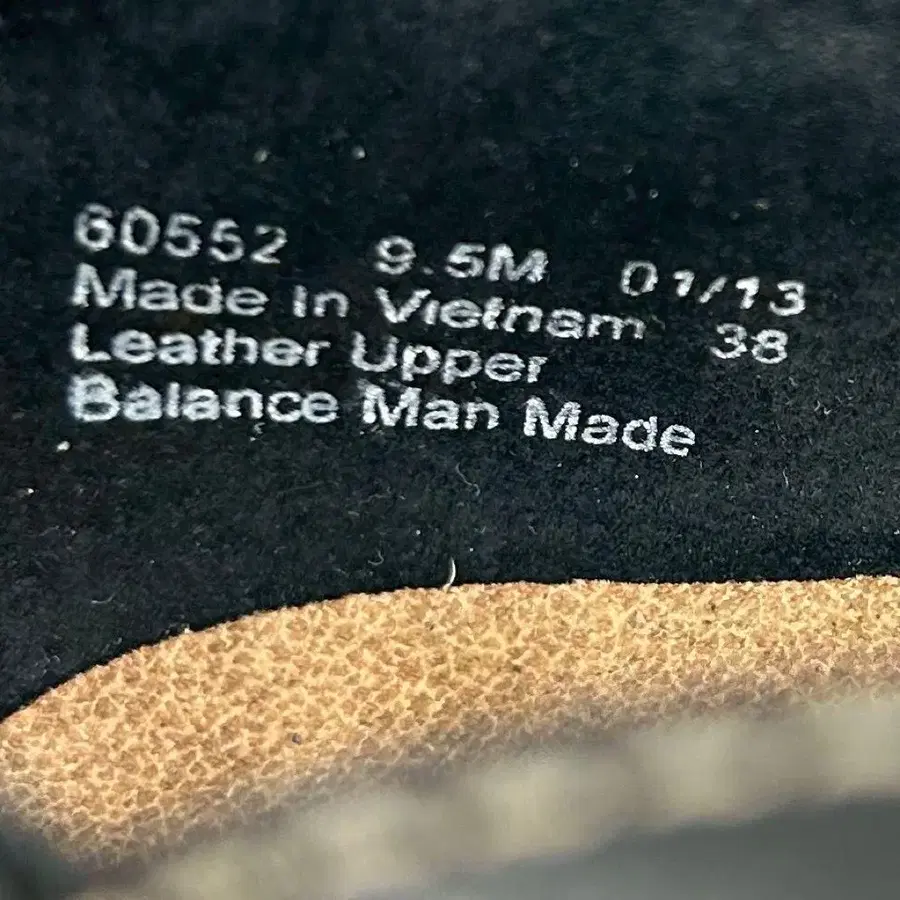 60552 9.5M 01/13
Made In Vietnam 38
Leather Upper
Balance Man Made